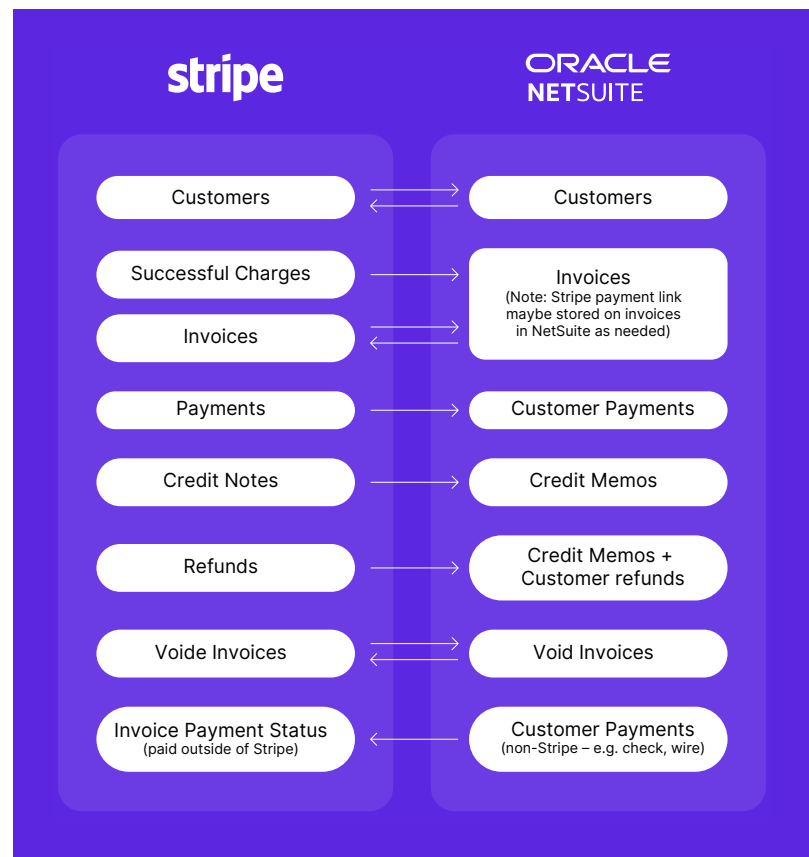 stripe
ORACLE
NETSUITE
Customers
Customers
Successful Charges
Invoices
(Note: Stripe payment link
maybe stored on invoices
in NetSuite as needed)
Invoices
Payments
Customer Payments
Credit Notes
Credit Memos
Refunds
Credit Memos +
Customer refunds
Voide Invoices
Void Invoices
Invoice Payment Status
(paid outside of Stripe)
Customer Payments
(non-Stripe – e.g. check, wire)